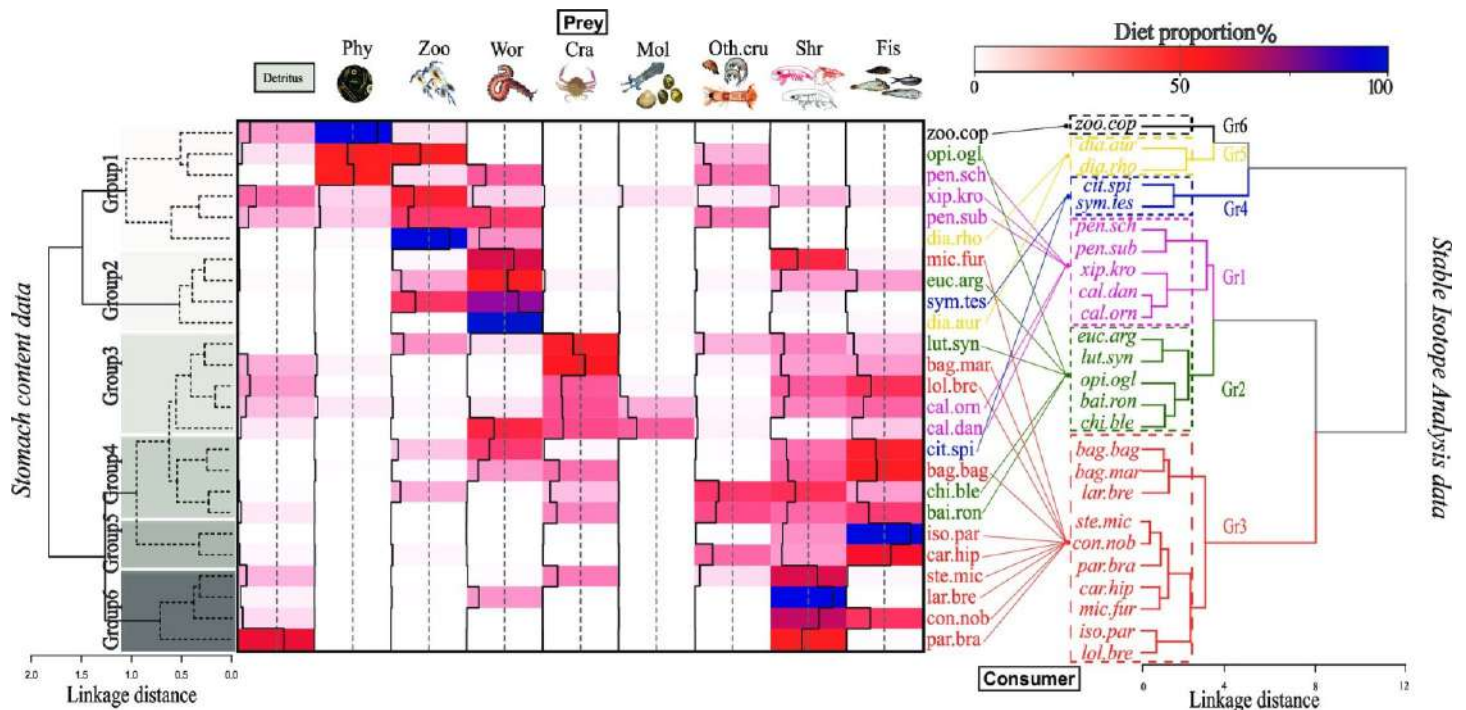 Prey
Diet proportion%
0 50 100
Detritus Phy Zoo Wor Cra Mol Oth.cru Shr Fis
Stomach content data
Group1
Group2
Group3
Group4
Group5
Group6
2.0 1.5 1.0 0.5 0.0
Linkage distance
zoo.cop
opi.ogl
pen.sch
xip.kro
pen.sub
dia.rho
mic.fur
euc.arg
sym.tes
dia.aur
lut.syn
bag.mar
lol.bre
cal.orn
cal.dan
cit.spi
bag.bag
chi.ble
bai.ron
iso.par
car.hip
ste.mic
lar.bre
con.nob
par.bra
Consumer
zoo.cop
dia.aur
dia.rho
cit.spi
sym.tes
pen.sch
pen.sub
xip.kro
cal.dan
cal.orn
euc.arg
lut.syn
opi.ogl
bai.ron
chi.ble
bag.bag
bag.mar
lar.bre
ste.mic
con.nob
par.bra
car.hip
mic.fur
iso.par
lol.bre
Gr6
Gr5
Gr4
Gr1
Gr2
Gr3
0 4 8 12
Linkage distance
Stable Isotope Analysis data